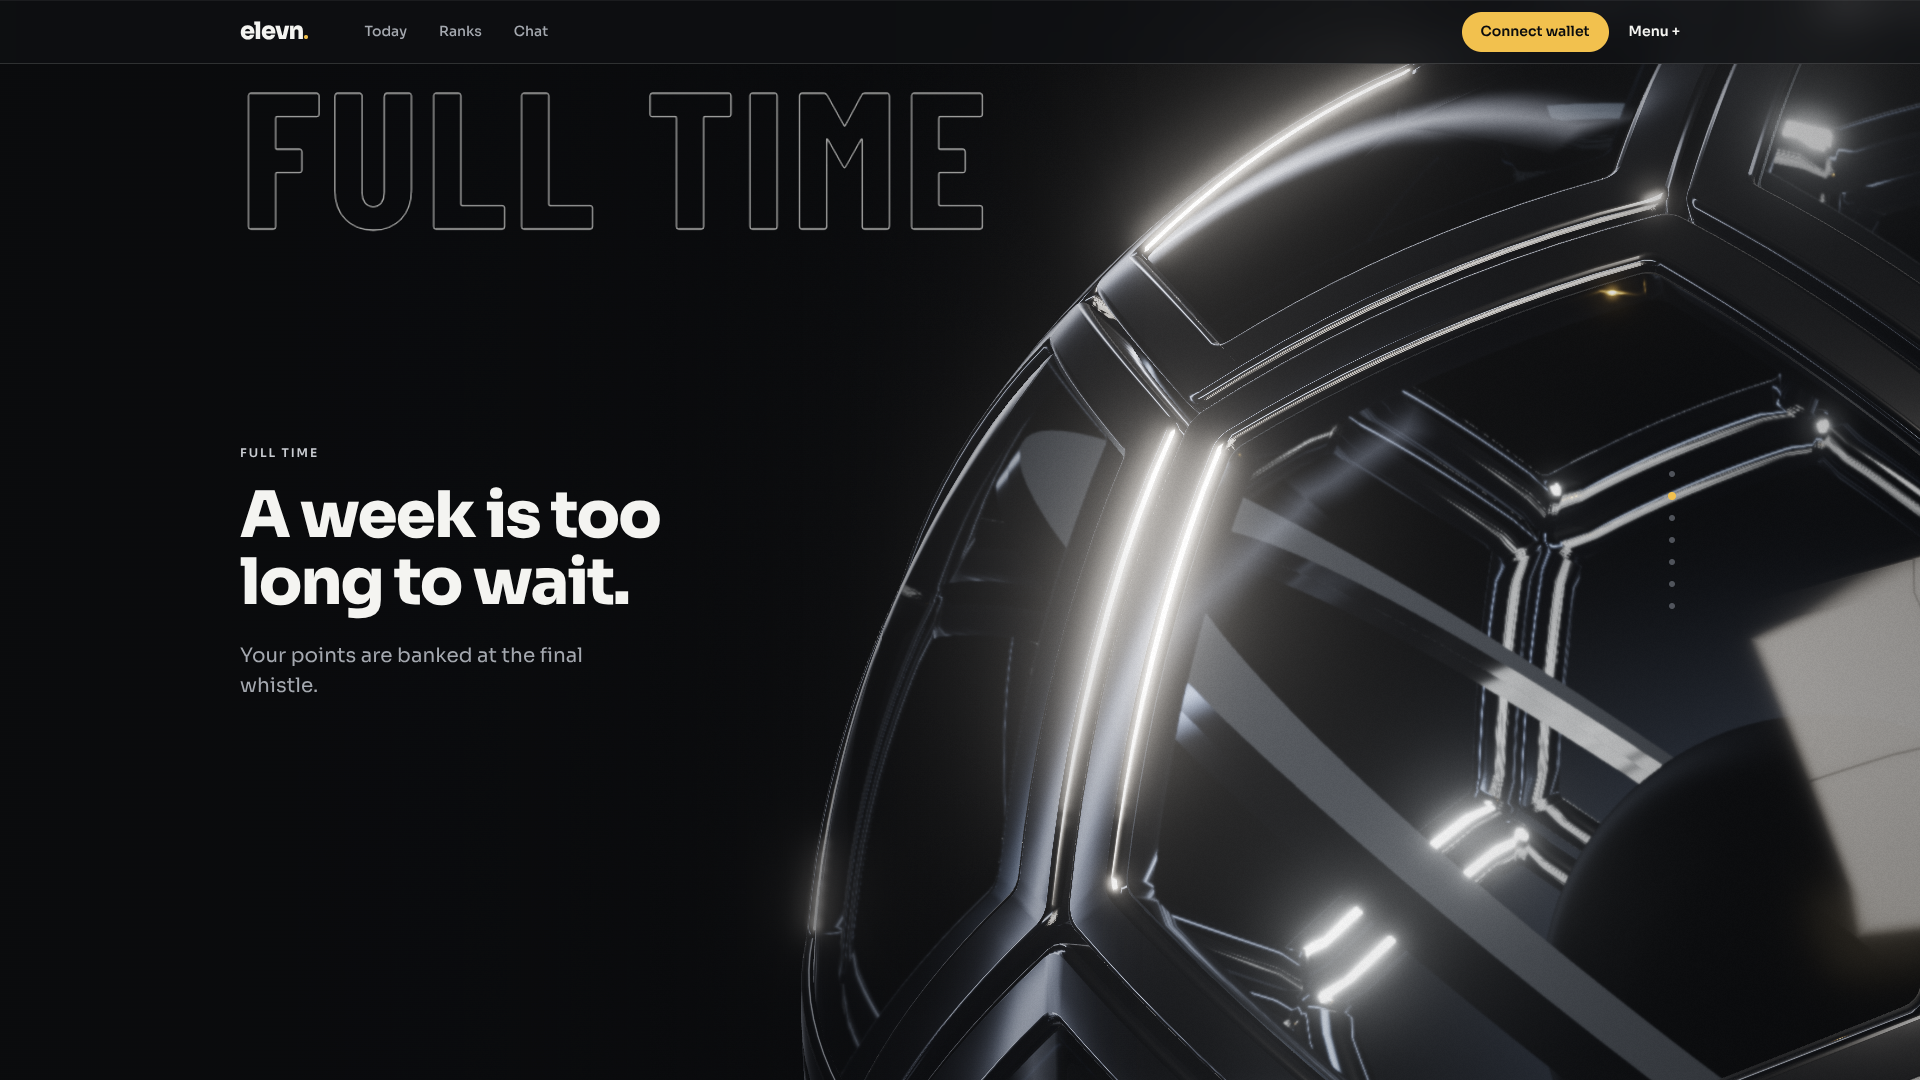 elevn.
Today
Ranks
Chat
Connect wallet
Menu +
FULL TIME
FULL TIME
A week is too
long to wait.
Your points are banked at the final
whistle.